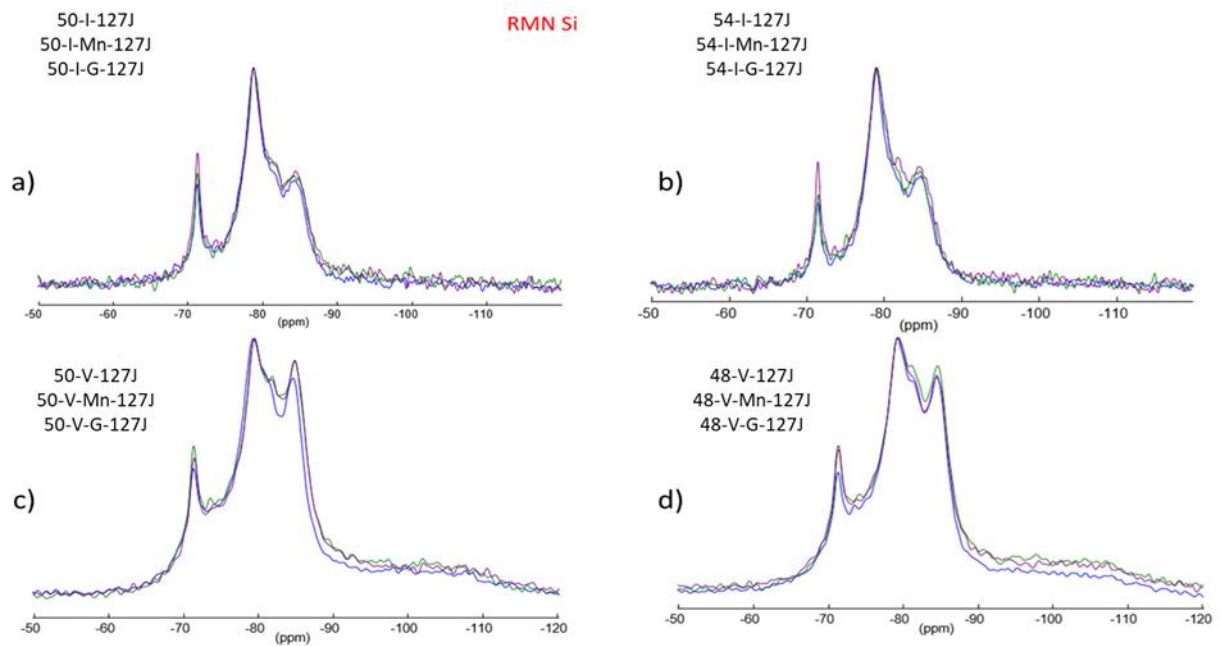 50-I-127J
50-I-Mn-127J
50-I-G-127J
RMN Si
54-I-127J
54-I-Mn-127J
54-I-G-127J
a)
b)
-50 -60 -70 -80 -90 -100 -110
(ppm)
-50 -60 -70 -80 -90 -100 -110
(ppm)
50-V-127J
50-V-Mn-127J
50-V-G-127J
48-V-127J
48-V-Mn-127J
48-V-G-127J
c)
d)
-50 -60 -70 -80 -90 -100 -110 -120
(ppm)
-50 -60 -70 -80 -90 -100 -110 -120
(ppm)